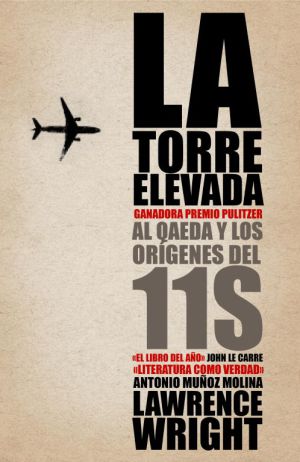 LA
TORRE
ELEVADA
GANADORA PREMIO PULITZER
AL QAEDA Y LOS
ORÍGENES DEL
11S
«EL LIBRO DEL AÑO» JOHN LE CARRE
«LITERATURA COMO VERDAD»
ANTONIO MUÑOZ MOLINA
LAWRENCE
WRIGHT